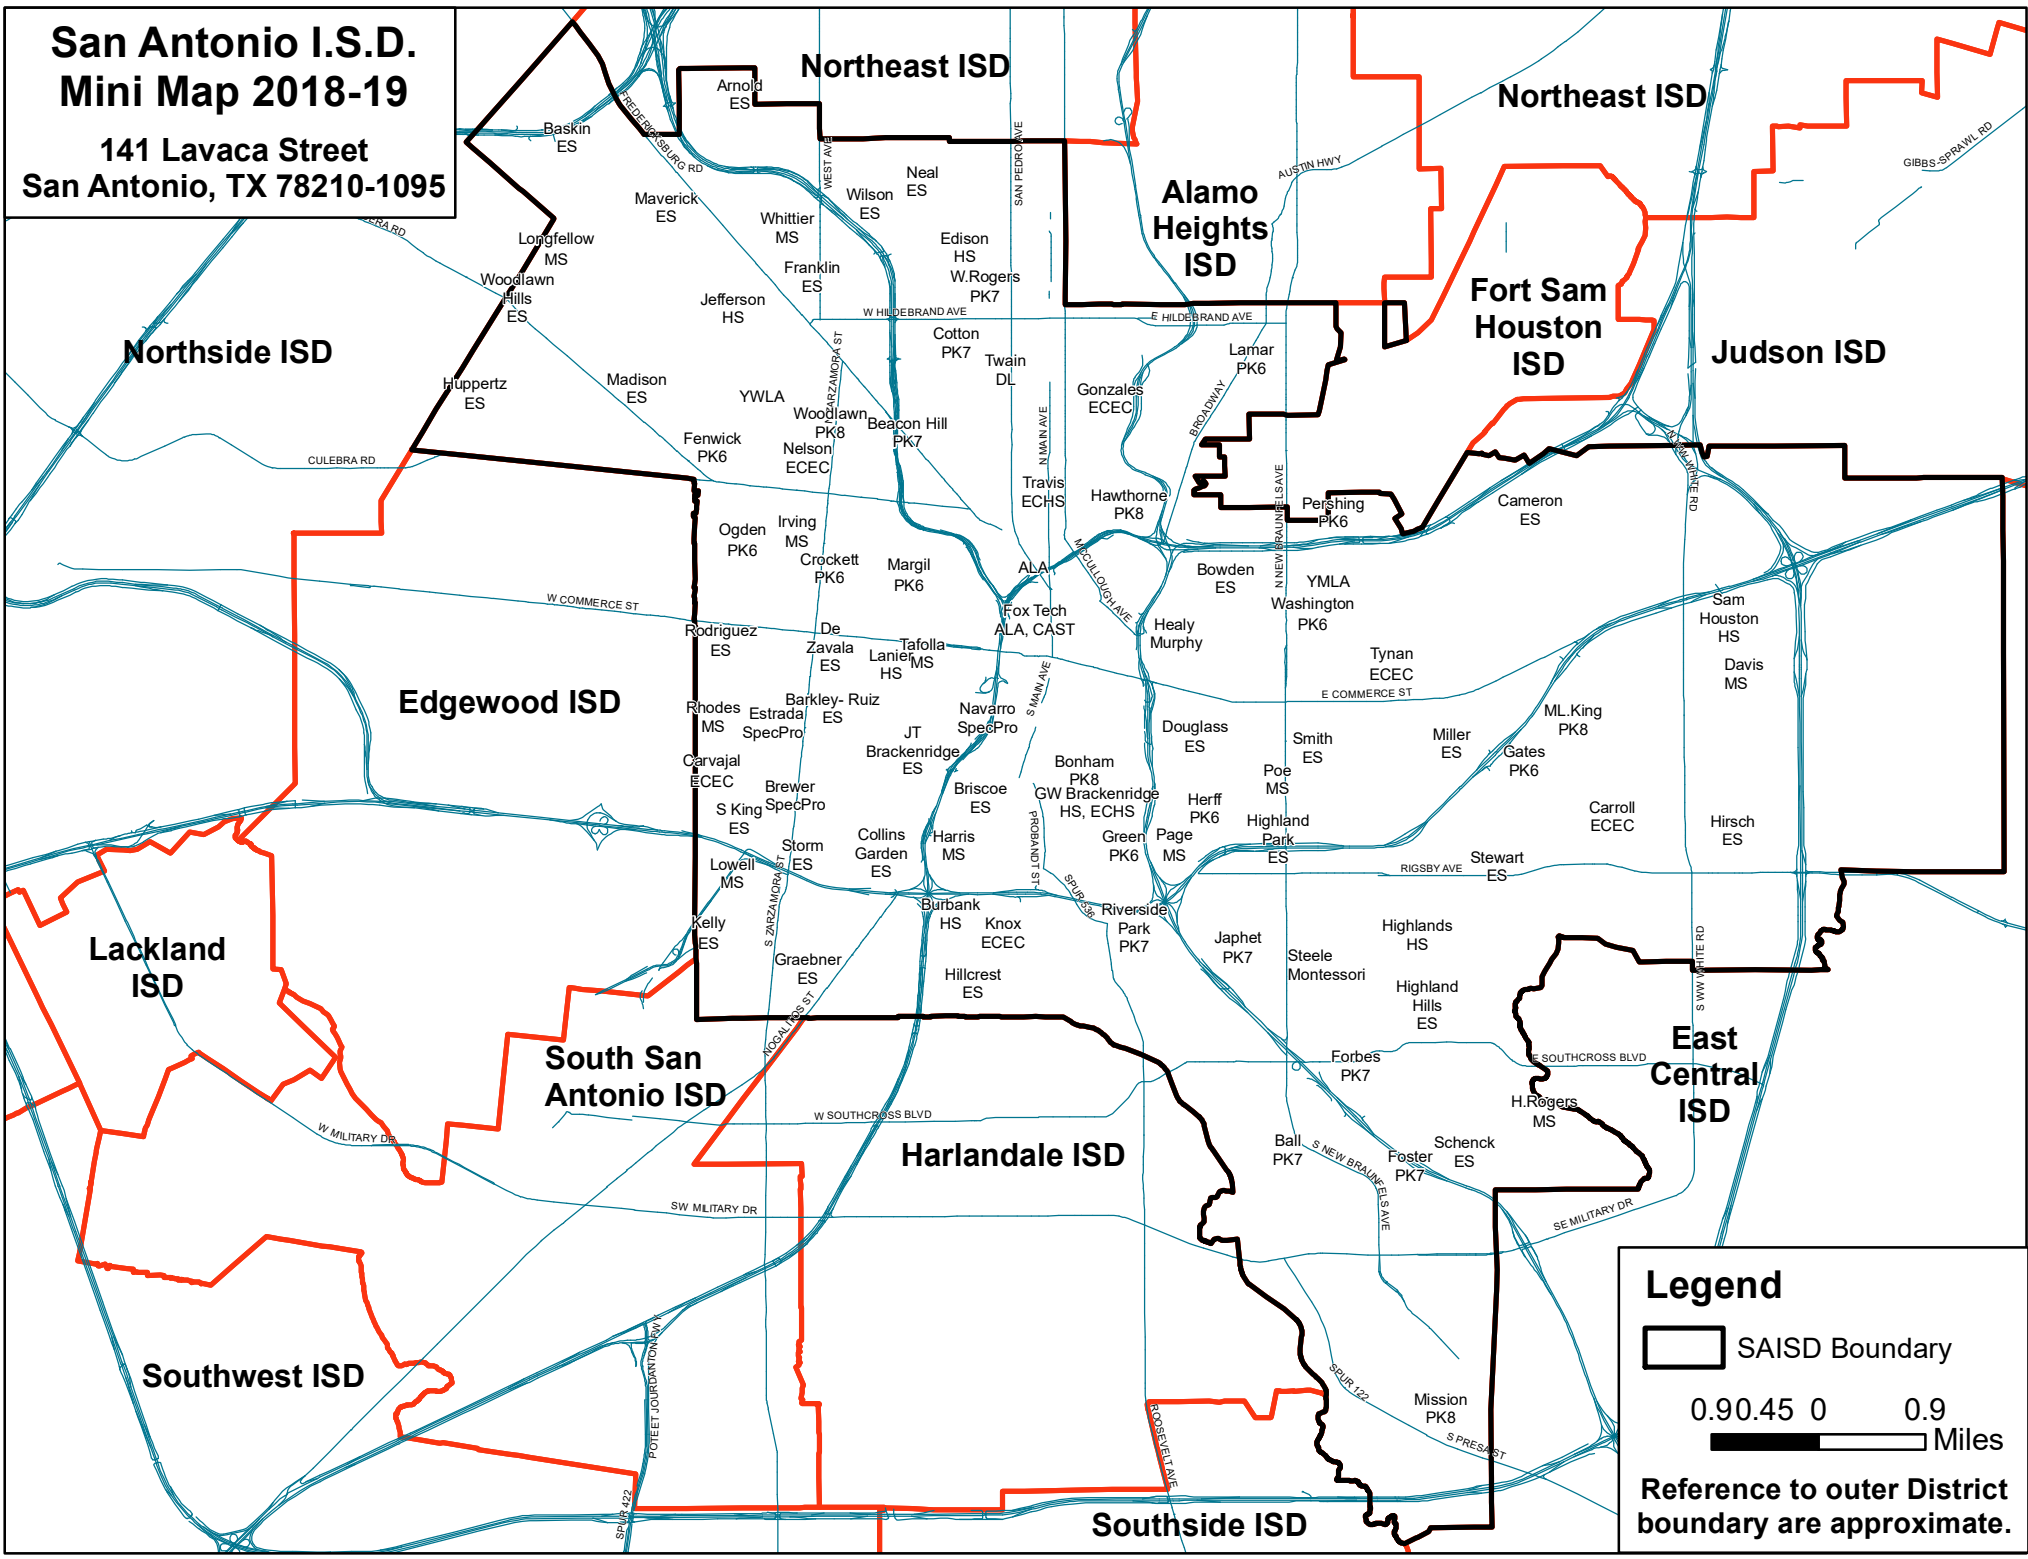 San Antonio I.S.D.
Mini Map 2018-19
141 Lavaca Street
San Antonio, TX 78210-1095
Northeast ISD
Northeast ISD
Alamo
Heights
ISD
Fort Sam
Houston
ISD
Judson ISD
Northside ISD
Edgewood ISD
Lackland
ISD
South San
Antonio ISD
Harlandale ISD
East
Central
ISD
Southwest ISD
Southside ISD
Arnold
ES
Baskin
ES
Maverick
ES
Neal
ES
Wilson
ES
Whittier
MS
Longfellow
MS
Edison
HS
Franklin
ES
W.Rogers
PK7
Woodlawn
Hills
ES
Jefferson
HS
Cotton
PK7
Twain
DL
Lamar
PK6
Huppertz
ES
Madison
ES
YWLA
Gonzales
ECEC
Woodlawn
PK8
Beacon Hill
PK7
Fenwick
PK6
Nelson
ECEC
Travis
ECHS
Hawthorne
PK8
Pershing
PK6
Cameron
ES
Ogden
PK6
Irving
MS
Crockett
PK6
Margil
PK6
ALA
Bowden
ES
YMLA
Washington
PK6
Fox Tech
ALA, CAST
Healy
Murphy
Sam
Houston
HS
Rodriguez
ES
De
Zavala
ES
Lanier
HS
Tafolla
MS
Tynan
ECEC
Davis
MS
Rhodes
MS
Estrada
SpecPro
Barkley- Ruiz
ES
Navarro
SpecPro
JT
Brackenridge
ES
Douglass
ES
Smith
ES
Miller
ES
ML.King
PK8
Gates
PK6
Carvajal
ECEC
Brewer
SpecPro
Briscoe
ES
Bonham
PK8
GW Brackenridge
HS, ECHS
Poe
MS
Herff
PK6
S King
ES
Collins
Garden
ES
Harris
MS
Green
PK6
Page
MS
Highland
Park
ES
Carroll
ECEC
Hirsch
ES
Storm
ES
Lowell
MS
Stewart
ES
Kelly
ES
Burbank
HS
Knox
ECEC
Riverside
Park
PK7
Japhet
PK7
Steele
Montessori
Highlands
HS
Graebner
ES
Hillcrest
ES
Highland
Hills
ES
Forbes
PK7
H.Rogers
MS
Ball
PK7
Foster
PK7
Schenck
ES
Mission
PK8
FREDERICKSBURG RD
WEST AVE
SAN PEDRO AVE
AUSTIN HWY
GIBBS-SPRAWL RD
ERA RD
W HILDEBRAND AVE
E HILDEBRAND AVE
ZARZAMORA ST
BROADWAY
N MAIN AVE
CULEBRA RD
N NEW BRAUNFELS AVE
N WW WHITE RD
MCCULLOUGH AVE
W COMMERCE ST
E COMMERCE ST
S MAIN AVE
PROBANDT ST
SPUR 536
RIGSBY AVE
S ZARZAMORA ST
NOGALITOS ST
S WW WHITE RD
E SOUTHCROSS BLVD
W SOUTHCROSS BLVD
W MILITARY DR
SW MILITARY DR
SE MILITARY DR
S NEW BRAUNFELS AVE
POTEET JOURDANTON FWY
SPUR 422
ROOSEVELT AVE
SPUR 122
S PRESA ST
Legend
SAISD Boundary
0.9 0.45 0 0.9
Miles
Reference to outer District
boundary are approximate.